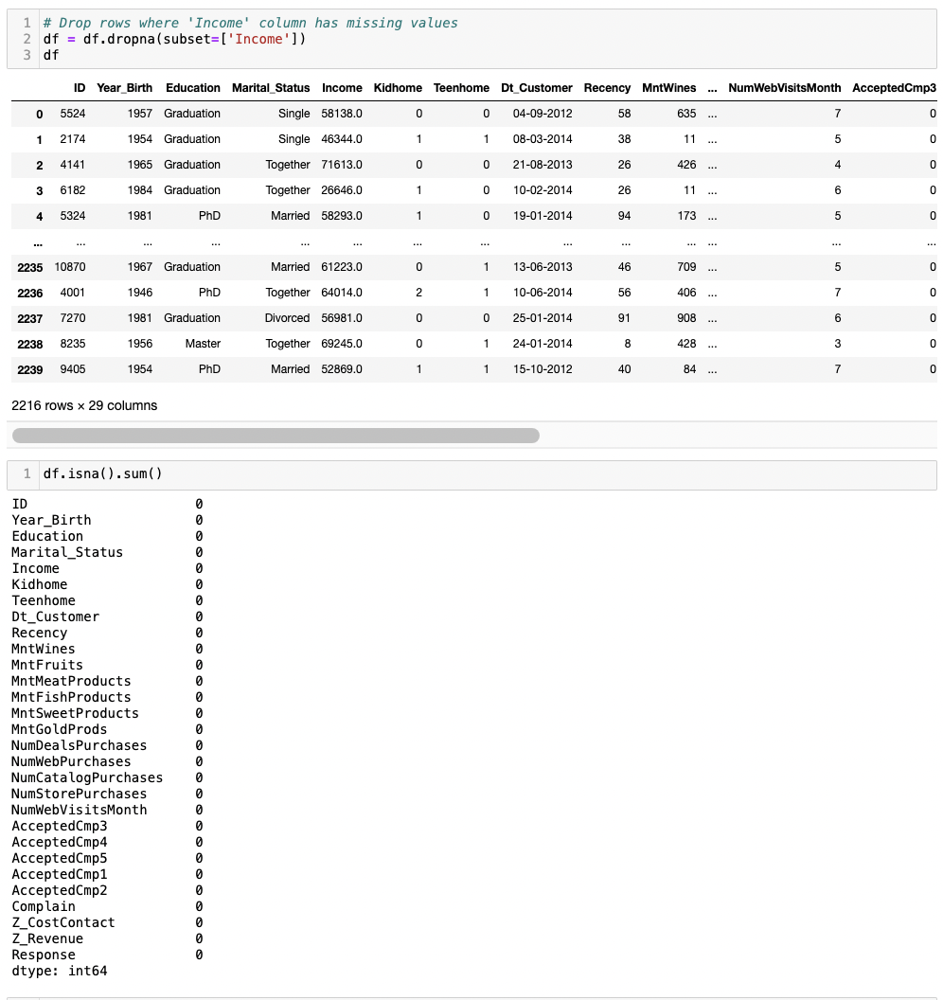 1 # Drop rows where 'Income' column has missing values
2 df = df.dropna(subset=['Income'])
3 df
ID Year_Birth Education Marital_Status Income Kidhome Teenhome Dt_Customer Recency MntWines ... NumWebVisitsMonth AcceptedCmp3
0 5524 1957 Graduation Single 58138.0 0 0 04-09-2012 58 635 ... 7 0
1 2174 1954 Graduation Single 46344.0 1 1 08-03-2014 38 11 ... 5 0
2 4141 1965 Graduation Together 71613.0 0 0 21-08-2013 26 426 ... 4 0
3 6182 1984 Graduation Together 26646.0 1 0 10-02-2014 26 11 ... 6 0
4 5324 1981 PhD Married 58293.0 1 0 19-01-2014 94 173 ... 5 0
... ... ... ... ... ... ... ... ... ... ... ... ... ...
2235 10870 1967 Graduation Married 61223.0 0 1 13-06-2013 46 709 ... 5 0
2236 4001 1946 PhD Together 64014.0 2 1 10-06-2014 56 406 ... 7 0
2237 7270 1981 Graduation Divorced 56981.0 0 0 25-01-2014 91 908 ... 6 0
2238 8235 1956 Master Together 69245.0 0 1 24-01-2014 8 428 ... 3 0
2239 9405 1954 PhD Married 52869.0 1 1 15-10-2012 40 84 ... 7 0
2216 rows × 29 columns
1 df.isna().sum()
ID 0
Year_Birth 0
Education 0
Marital_Status 0
Income 0
Kidhome 0
Teenhome 0
Dt_Customer 0
Recency 0
MntWines 0
MntFruits 0
MntMeatProducts 0
MntFishProducts 0
MntSweetProducts 0
MntGoldProds 0
NumDealsPurchases 0
NumWebPurchases 0
NumCatalogPurchases 0
NumStorePurchases 0
NumWebVisitsMonth 0
AcceptedCmp3 0
AcceptedCmp4 0
AcceptedCmp5 0
AcceptedCmp1 0
AcceptedCmp2 0
Complain 0
Z_CostContact 0
Z_Revenue 0
Response 0
dtype: int64